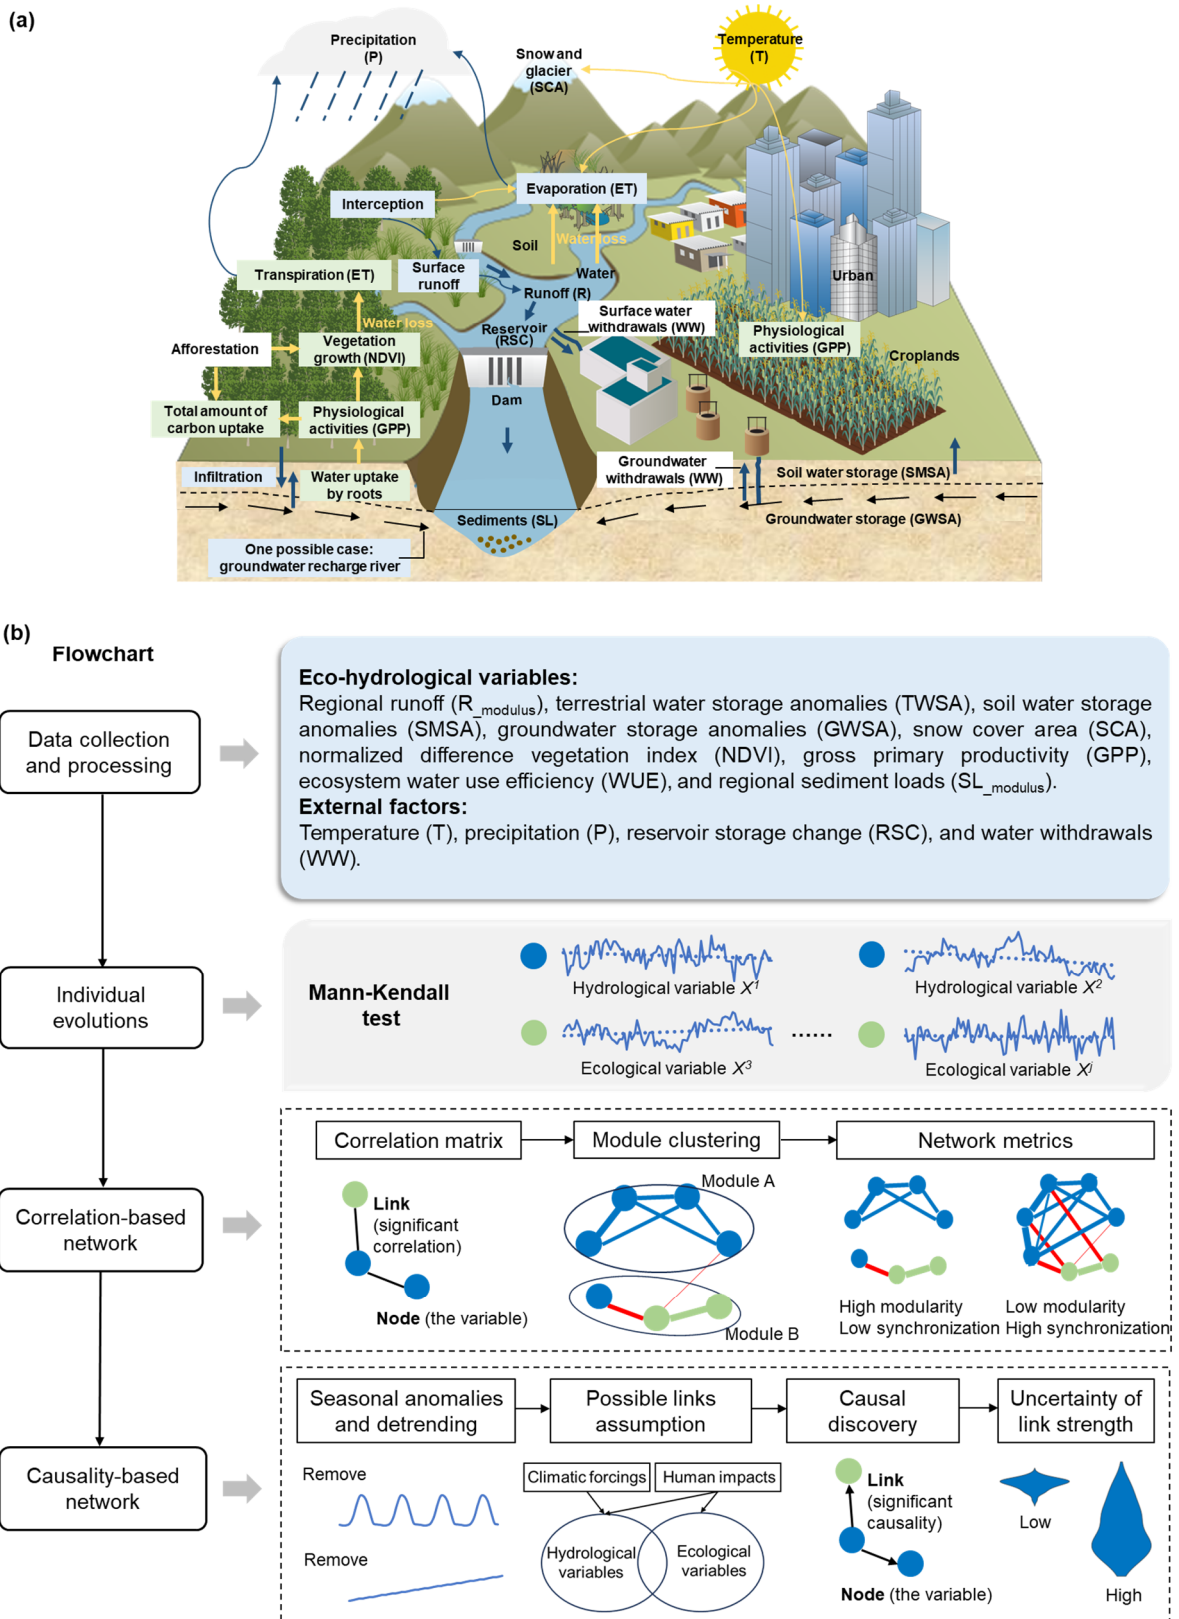 (a)
Precipitation
(P)
Snow and
glacier
(SCA)
Temperature
(T)
Interception
Evaporation (ET)
Soil
Water loss
Water
Transpiration (ET)
Surface
runoff
Runoff (R)
Urban
Water loss
Reservoir
(RSC)
Surface water
withdrawals (WW)
Physiological
activities (GPP)
Croplands
Afforestation
Vegetation
growth (NDVI)
Dam
Total amount of
carbon uptake
Physiological
activities (GPP)
Infiltration
Water uptake
by roots
Groundwater
withdrawals (WW)
Soil water storage (SMSA)
Sediments (SL)
Groundwater storage (GWSA)
One possible case:
groundwater recharge river
(b)
Flowchart
Data collection
and processing
Eco-hydrological variables:
Regional runoff (R_modulus), terrestrial water storage anomalies (TWSA), soil water storage
anomalies (SMSA), groundwater storage anomalies (GWSA), snow cover area (SCA),
normalized difference vegetation index (NDVI), gross primary productivity (GPP),
ecosystem water use efficiency (WUE), and regional sediment loads (SL_modulus).
External factors:
Temperature (T), precipitation (P), reservoir storage change (RSC), and water withdrawals
(WW).
Individual
evolutions
Mann-Kendall
test
Hydrological variable X1
Hydrological variable X2
Ecological variable X3
......
Ecological variable Xj
Correlation-based
network
Correlation matrix
Module clustering
Network metrics
Link
(significant
correlation)
Node (the variable)
Module A
Module B
High modularity
Low synchronization
Low modularity
High synchronization
Causality-based
network
Seasonal anomalies
and detrending
Possible links
assumption
Causal
discovery
Uncertainty of
link strength
Remove
Remove
Climatic forcings
Human impacts
Hydrological
variables
Ecological
variables
Link
(significant
causality)
Node (the variable)
Low
High